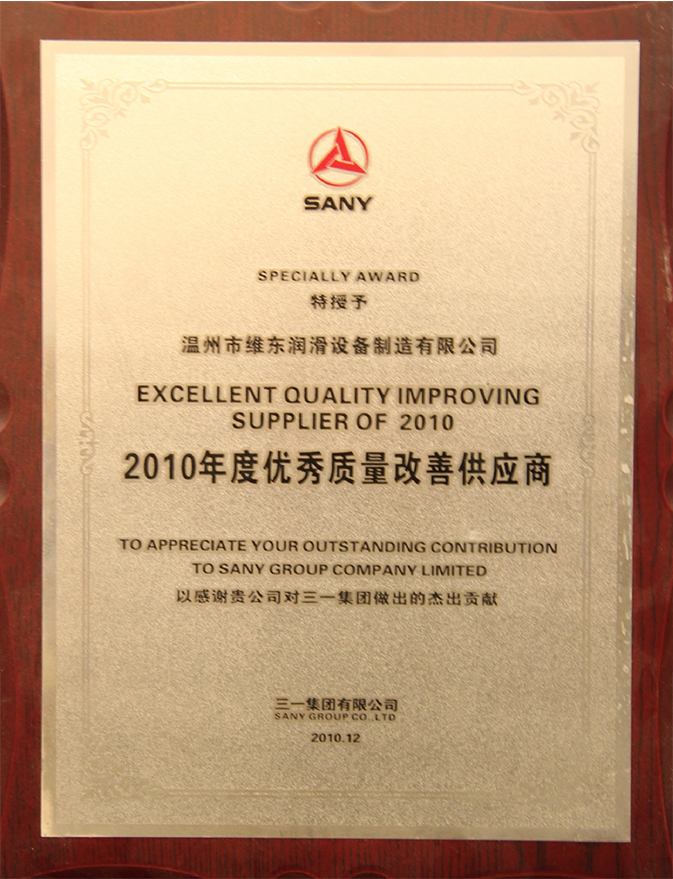 SANY
SPECIALLY AWARD
特授予
温州市维东润滑设备制造有限公司
EXCELLENT QUALITY IMPROVING
SUPPLIER OF 2010
2010年度优秀质量改善供应商
TO APPRECIATE YOUR OUTSTANDING CONTRIBUTION
TO SANY GROUP COMPANY LIMITED
以感谢贵公司对三一集团做出的杰出贡献
三一集团有限公司
SANY GROUP CO.,LTD
2010.12